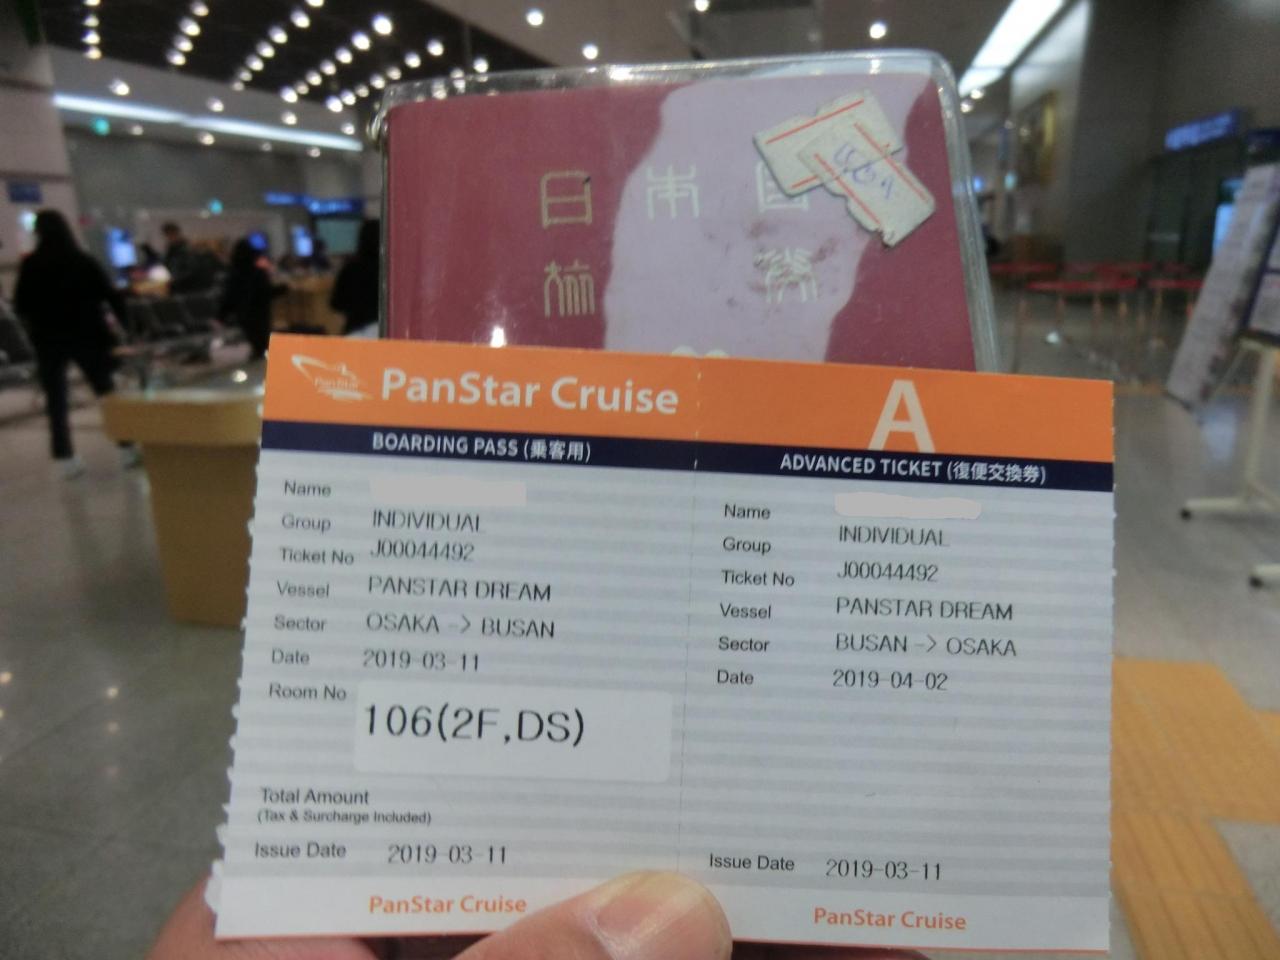 日本国
旅券
PanStar
PanStar Cruise
BOARDING PASS (乗客用)
Name
Group INDIVIDUAL
Ticket No J00044492
Vessel PANSTAR DREAM
Sector OSAKA -> BUSAN
Date 2019-03-11
Room No
106(2F,DS)
Total Amount
(Tax & Surcharge Included)
Issue Date 2019-03-11
PanStar Cruise
A
ADVANCED TICKET (復便交換券)
Name
Group INDIVIDUAL
Ticket No J00044492
Vessel PANSTAR DREAM
Sector BUSAN -> OSAKA
Date 2019-04-02
Issue Date 2019-03-11
PanStar Cruise